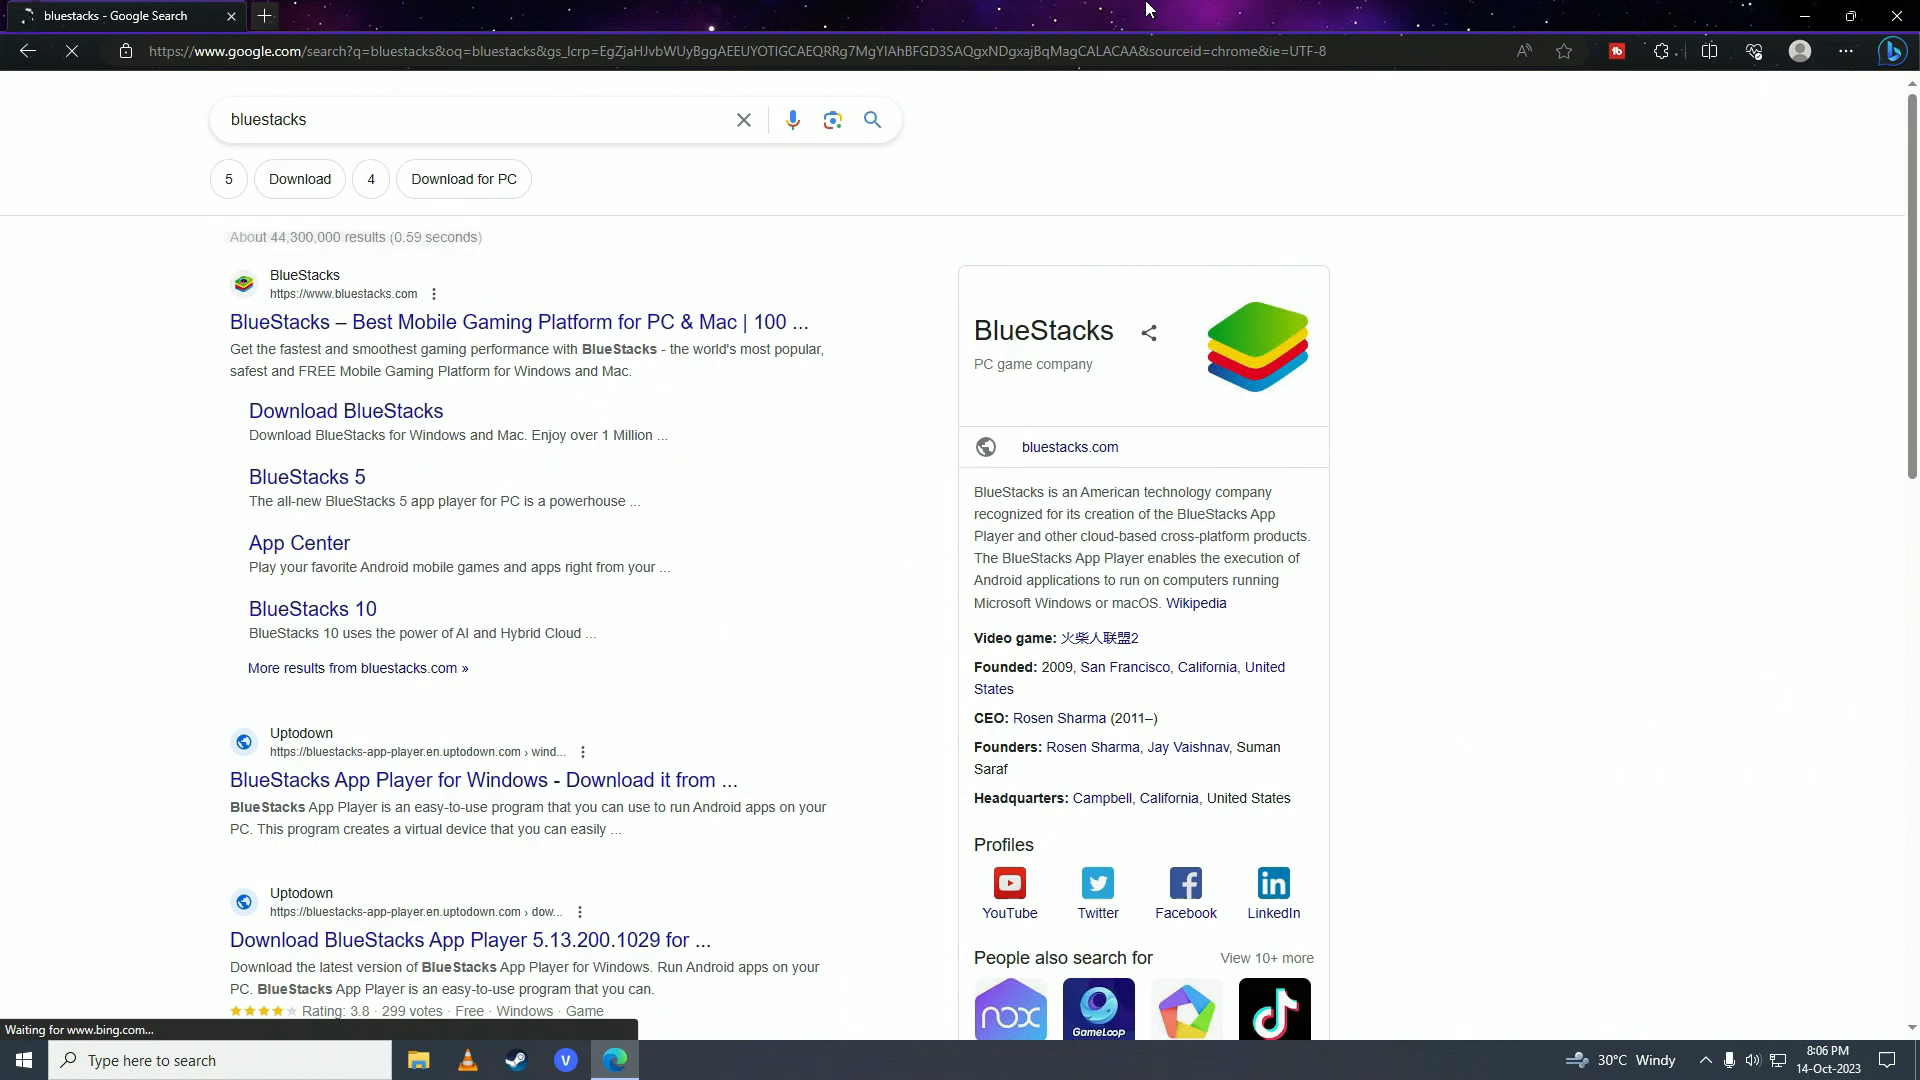 bluestacks - Google Search
https://www.google.com/search?q=bluestacks&oq=bluestacks&gs_lcrp=EgZjaHJvbWUyBggAEEUYOTIGCAEQRRg7MgYIAhBFGD3SAQgxNDgxajBqMagCALACAA&sourceid=chrome&ie=UTF-8
bluestacks
5 Download 4 Download for PC
About 44,300,000 results (0.59 seconds)
BlueStacks
https://www.bluestacks.com
BlueStacks – Best Mobile Gaming Platform for PC & Mac | 100 ...
Get the fastest and smoothest gaming performance with BlueStacks - the world's most popular,
safest and FREE Mobile Gaming Platform for Windows and Mac.
Download BlueStacks
Download BlueStacks for Windows and Mac. Enjoy over 1 Million ...
BlueStacks 5
The all-new BlueStacks 5 app player for PC is a powerhouse ...
App Center
Play your favorite Android mobile games and apps right from your ...
BlueStacks 10
BlueStacks 10 uses the power of AI and Hybrid Cloud ...
More results from bluestacks.com »
Uptodown
https://bluestacks-app-player.en.uptodown.com › wind...
BlueStacks App Player for Windows - Download it from ...
BlueStacks App Player is an easy-to-use program that you can use to run Android apps on your
PC. This program creates a virtual device that you can easily ...
Uptodown
https://bluestacks-app-player.en.uptodown.com › dow...
Download BlueStacks App Player 5.13.200.1029 for ...
Download the latest version of BlueStacks App Player for Windows. Run Android apps on your
PC. BlueStacks App Player is an easy-to-use program that you can.
Rating: 3.8 · 299 votes · Free · Windows · Game
BlueStacks
PC game company
bluestacks.com
BlueStacks is an American technology company
recognized for its creation of the BlueStacks App
Player and other cloud-based cross-platform products.
The BlueStacks App Player enables the execution of
Android applications to run on computers running
Microsoft Windows or macOS. Wikipedia
Video game: 火柴人联盟2
Founded: 2009, San Francisco, California, United
States
CEO: Rosen Sharma (2011–)
Founders: Rosen Sharma, Jay Vaishnav, Suman
Saraf
Headquarters: Campbell, California, United States
Profiles
YouTube Twitter Facebook LinkedIn
People also search for View 10+ more
nox GameLoop
Waiting for www.bing.com...
Type here to search
V
30°C Windy
8:06 PM
14-Oct-2023